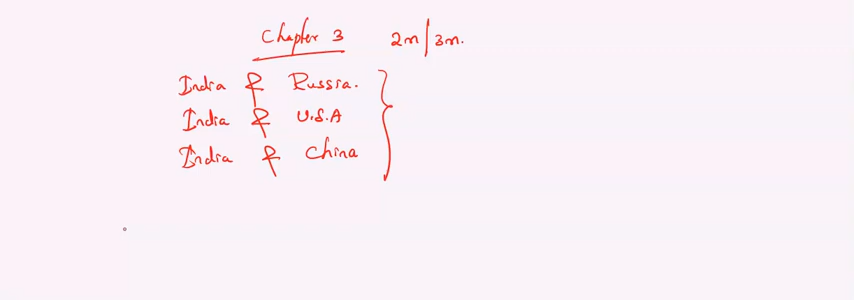 Chapter 3 2m/3m.
India & Russia.
India & U.S.A
India & China